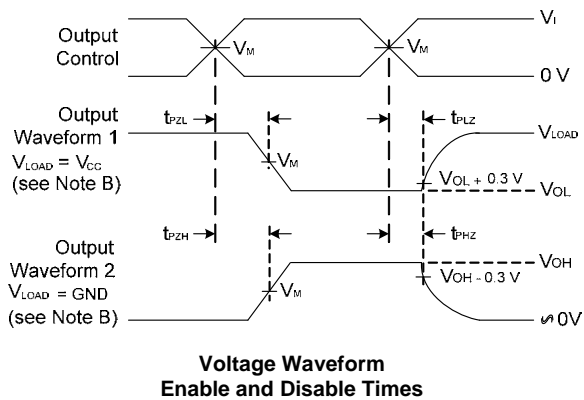 Output
Control
VM
VM
VI
0 V
Output
Waveform 1
VLOAD = VCC
(see Note B)
tPZL
VM
tPLZ
VLOAD
VOL + 0.3 V
VOL
Output
Waveform 2
VLOAD = GND
(see Note B)
tPZH
VM
tPHZ
VOH
VOH - 0.3 V
∽ 0V
Voltage Waveform
Enable and Disable Times